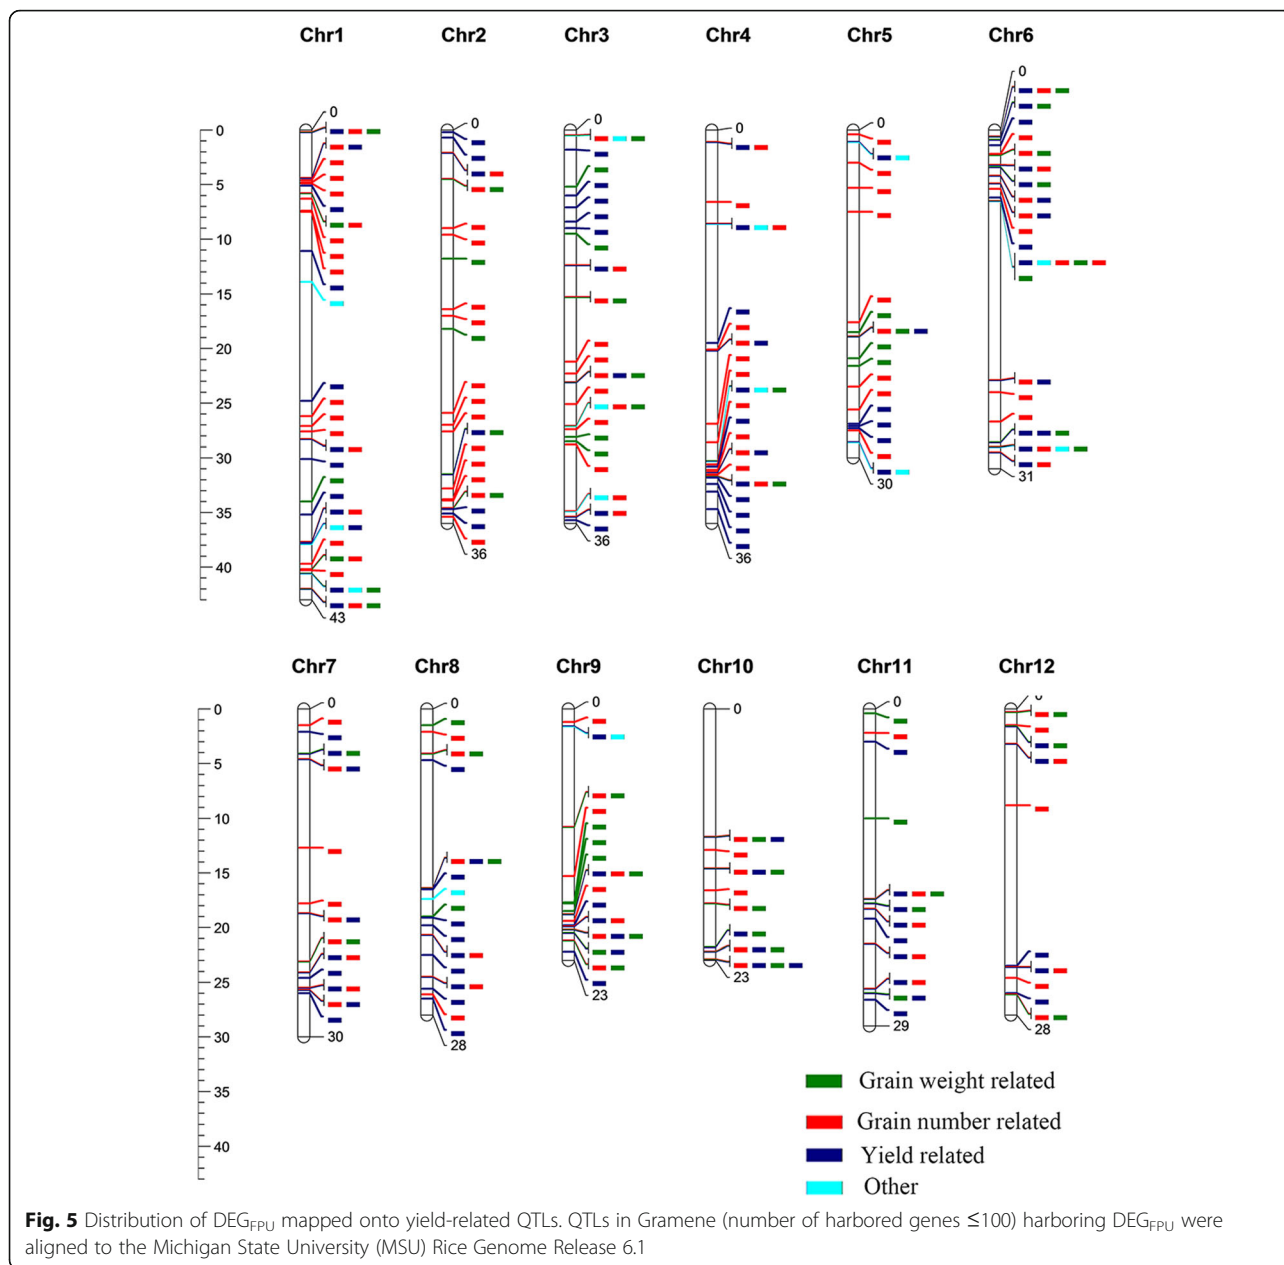 Chr1 Chr2 Chr3 Chr4 Chr5 Chr6
0
0 0 0 0 0 0
5
10
15
20
25
30
35
40
43 36 36 36 30 31
Chr7 Chr8 Chr9 Chr10 Chr11 Chr12
0 0 0 0 0 0
5
10
15
20
25
30
35
40
30 28 23 23 29 28
Grain weight related
Grain number related
Yield related
Other
Fig. 5 Distribution of DEGFPU mapped onto yield-related QTLs. QTLs in Gramene (number of harbored genes ≤100) harboring DEGFPU were
aligned to the Michigan State University (MSU) Rice Genome Release 6.1